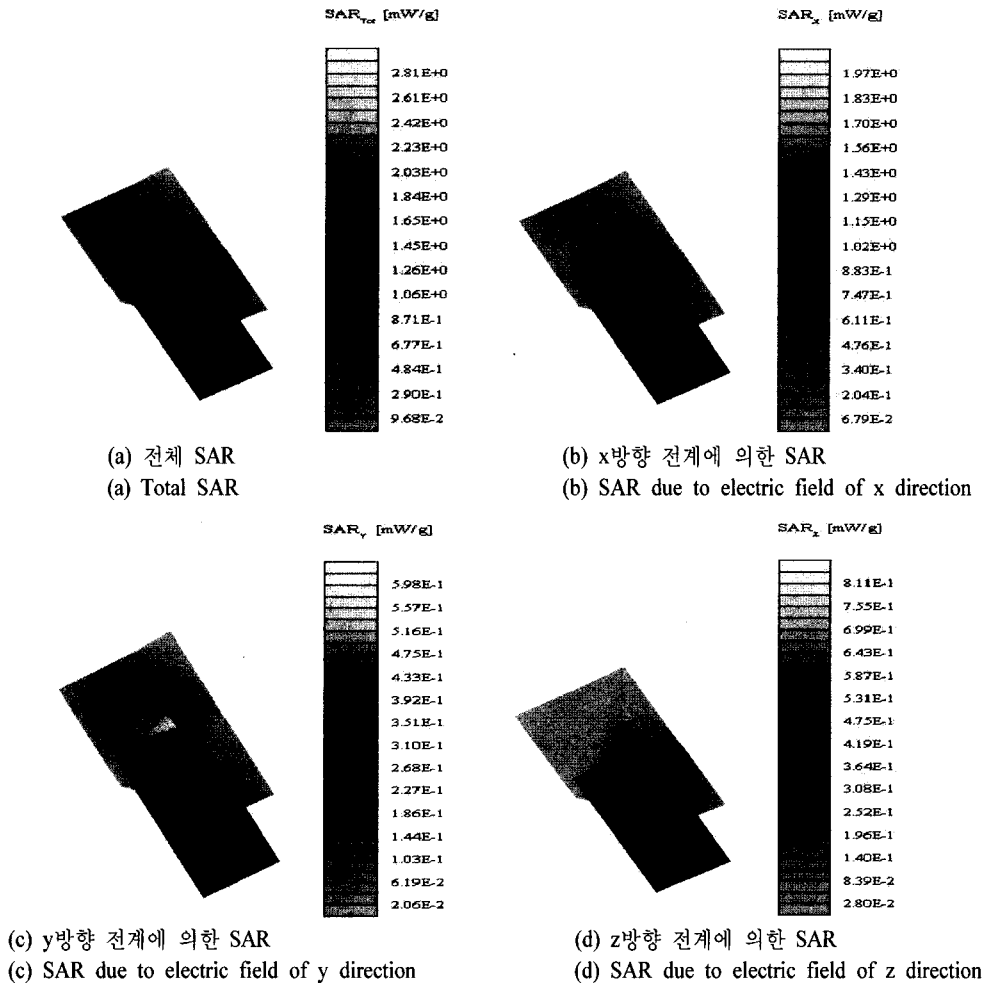 SAR_Tot [mW/g]
2.81E+0
2.61E+0
2.42E+0
2.23E+0
2.03E+0
1.84E+0
1.65E+0
1.45E+0
1.26E+0
1.06E+0
8.71E-1
6.77E-1
4.84E-1
2.90E-1
9.68E-2
(a) 전체 SAR
(a) Total SAR
SAR_X [mW/g]
1.97E+0
1.83E+0
1.70E+0
1.56E+0
1.43E+0
1.29E+0
1.15E+0
1.02E+0
8.83E-1
7.47E-1
6.11E-1
4.76E-1
3.40E-1
2.04E-1
6.79E-2
(b) x방향 전계에 의한 SAR
(b) SAR due to electric field of x direction
SAR_Y [mW/g]
5.98E-1
5.57E-1
5.16E-1
4.75E-1
4.33E-1
3.92E-1
3.51E-1
3.10E-1
2.68E-1
2.27E-1
1.86E-1
1.44E-1
1.03E-1
6.19E-2
2.06E-2
(c) y방향 전계에 의한 SAR
(c) SAR due to electric field of y direction
SAR_Z [mW/g]
8.11E-1
7.55E-1
6.99E-1
6.43E-1
5.87E-1
5.31E-1
4.75E-1
4.19E-1
3.64E-1
3.08E-1
2.52E-1
1.96E-1
1.40E-1
8.39E-2
2.80E-2
(d) z방향 전계에 의한 SAR
(d) SAR due to electric field of z direction